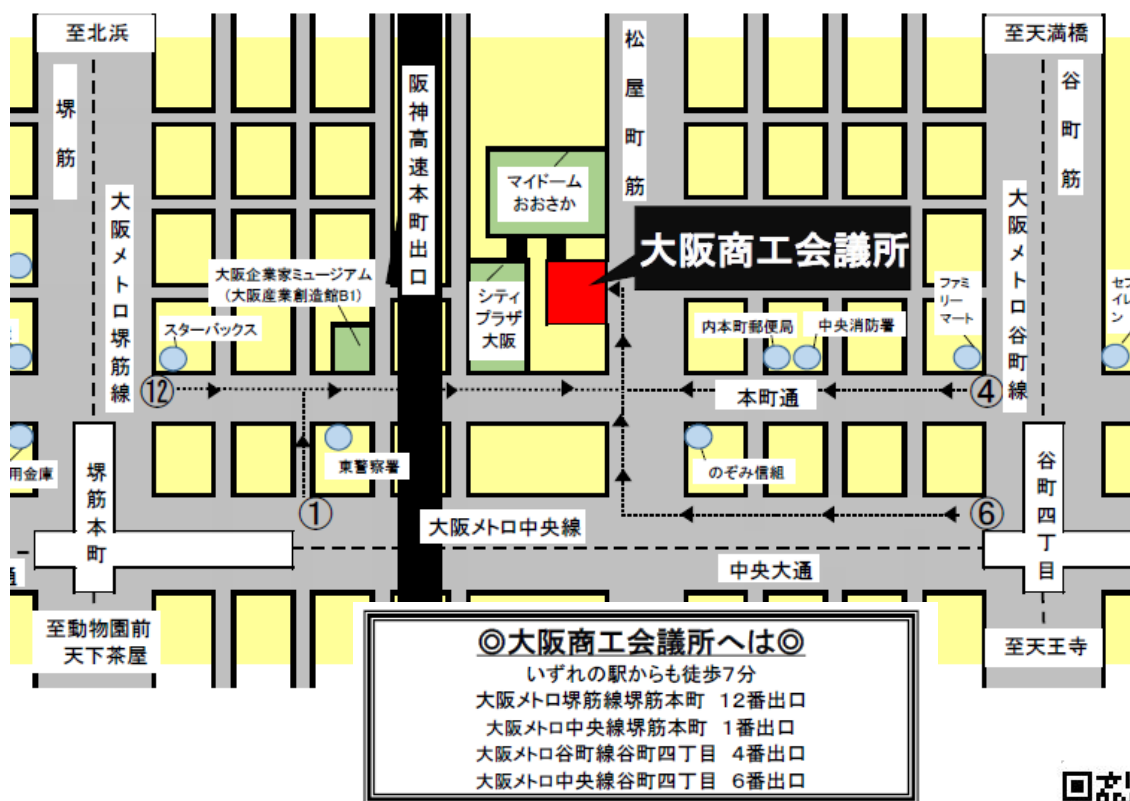 至北浜
堺筋
大阪メトロ堺筋線
阪神高速本町出口
松屋町筋
至天満橋
谷町筋
大阪メトロ谷町線
マイドーム
おおさか
大阪商工会議所
大阪企業家ミュージアム
(大阪産業創造館B1)
シティ
プラザ
大阪
スターバックス
内本町郵便局
中央消防署
ファミ
リー
マート
セブ
イレ
ン
⑫
本町通
④
用金庫
堺筋本町
東警察署
のぞみ信組
谷町四丁目
①
⑥
大阪メトロ中央線
中央大通
通
至動物園前
天下茶屋
至天王寺
◎大阪商工会議所へは◎
いずれの駅からも徒歩7分
大阪メトロ堺筋線堺筋本町 12番出口
大阪メトロ中央線堺筋本町 1番出口
大阪メトロ谷町線谷町四丁目 4番出口
大阪メトロ中央線谷町四丁目 6番出口